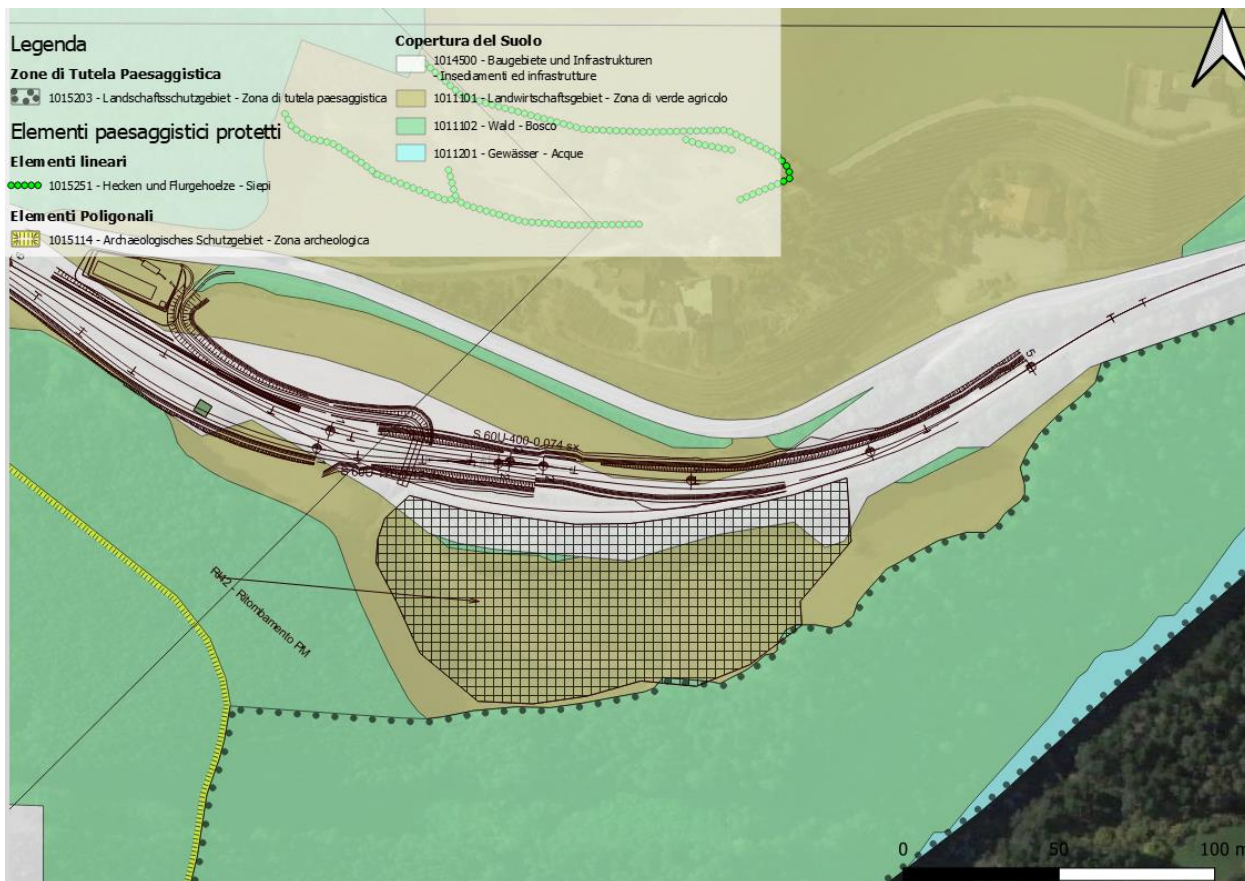 Legenda
Zone di Tutela Paesaggistica
1015203 - Landschaftsschutzgebiet - Zona di tutela paesaggistica
Elementi paesaggistici protetti
Elementi lineari
1015251 - Hecken und Flurgehoelze - Siepi
Elementi Poligonali
1015114 - Archaeologisches Schutzgebiet - Zona archeologica
Copertura del Suolo
1014500 - Baugebiete und Infrastrukturen
- Insediamenti ed infrastrutture
1011101 - Landwirtschaftsgebiet - Zona di verde agricolo
1011102 - Wald - Bosco
1011201 - Gewässer - Acque
S 60U-400-0,074 sx
5
Ritombamento PM
0 50 100 m